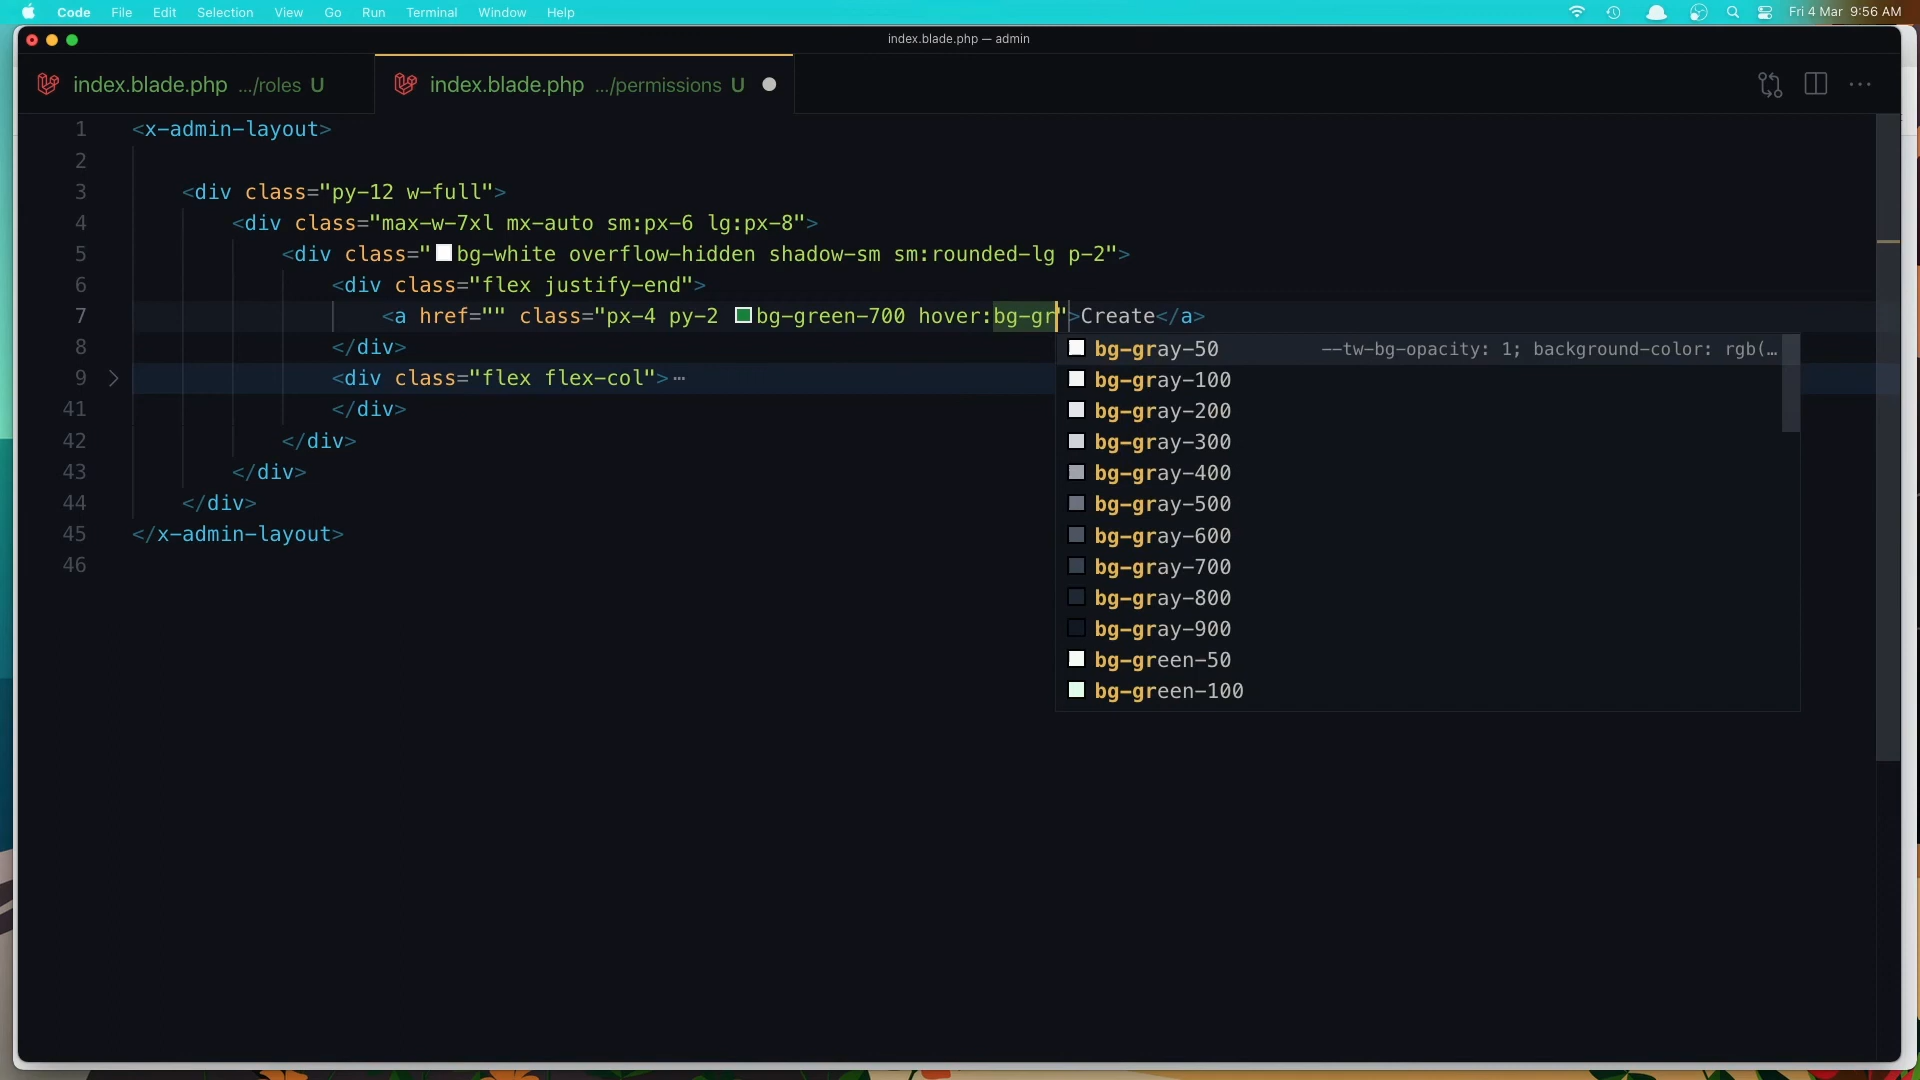 Code File Edit Selection View Go Run Terminal Window Help Fri 4 Mar 9:56 AM
index.blade.php — admin
index.blade.php .../roles U index.blade.php .../permissions U
1 <x-admin-layout>
2
3 <div class="py-12 w-full">
4 <div class="max-w-7xl mx-auto sm:px-6 lg:px-8">
5 <div class="bg-white overflow-hidden shadow-sm sm:rounded-lg p-2">
6 <div class="flex justify-end">
7 <a href="" class="px-4 py-2 bg-green-700 hover:bg-gr">Create</a>
8 </div>
9 <div class="flex flex-col"> ⋯
41 </div>
42 </div>
43 </div>
44 </div>
45 </x-admin-layout>
46
bg-gray-50 --tw-bg-opacity: 1; background-color: rgb(…
bg-gray-100
bg-gray-200
bg-gray-300
bg-gray-400
bg-gray-500
bg-gray-600
bg-gray-700
bg-gray-800
bg-gray-900
bg-green-50
bg-green-100